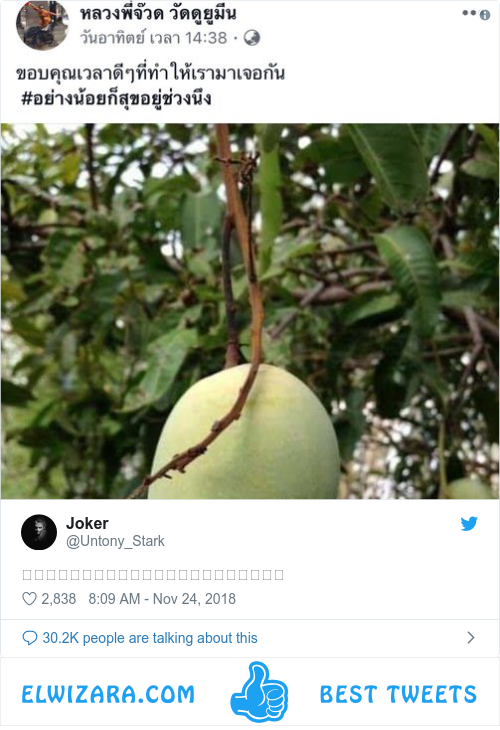 หลวงพี่จ๊วด วัดดูยูมีน
วันอาทิตย์ เวลา 14:38 ·
ขอบคุณเวลาดีๆที่ทำให้เรามาเจอกัน
#อย่างน้อยก็สุขอยู่ช่วงนึง
Joker
@Untony_Stark
2,838 8:09 AM - Nov 24, 2018
30.2K people are talking about this
ELWIZARA.COM BEST TWEETS